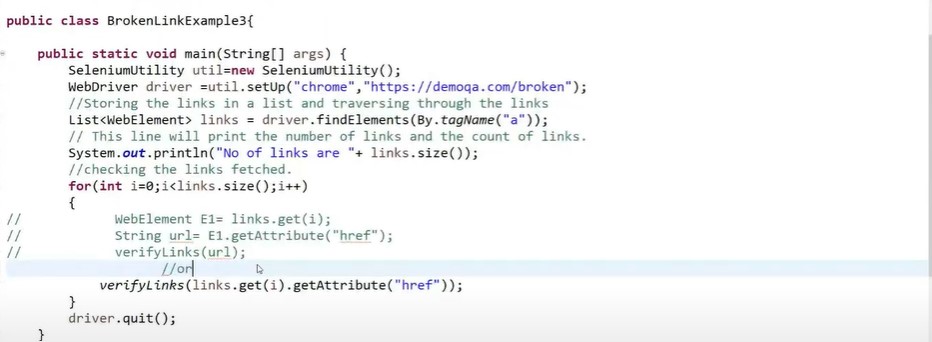 public class BrokenLinkExample3{
public static void main(String[] args) {
SeleniumUtility util=new SeleniumUtility();
WebDriver driver =util.setUp("chrome","https://demoqa.com/broken");
//Storing the links in a list and traversing through the links
List<WebElement> links = driver.findElements(By.tagName("a"));
// This line will print the number of links and the count of links.
System.out.println("No of links are "+ links.size());
//checking the links fetched.
for(int i=0;i<links.size();i++)
{
// WebElement E1= links.get(i);
// String url= E1.getAttribute("href");
// verifyLinks(url);
//or
verifyLinks(links.get(i).getAttribute("href"));
}
driver.quit();
}